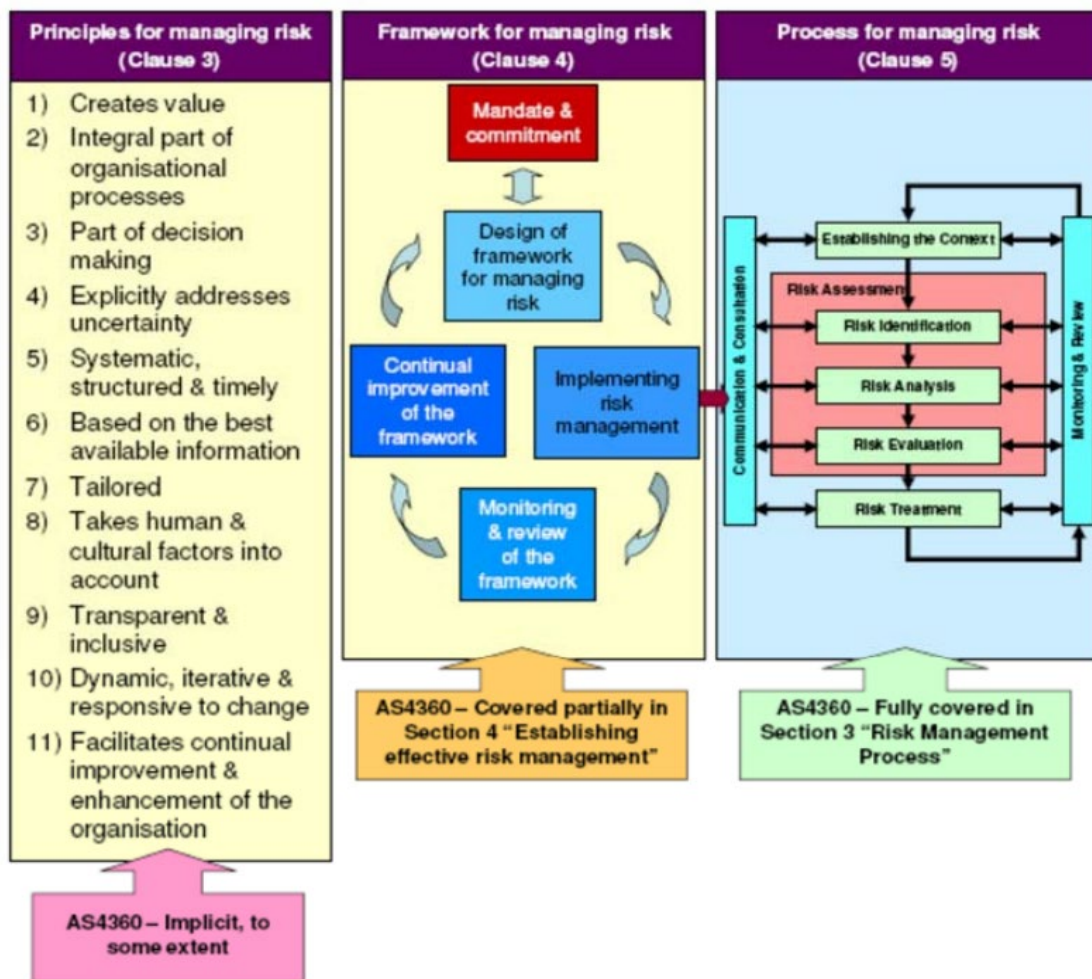 Principles for managing risk
(Clause 3)
1) Creates value
2) Integral part of
organisational
processes
3) Part of decision
making
4) Explicitly addresses
uncertainty
5) Systematic,
structured & timely
6) Based on the best
available information
7) Tailored
8) Takes human &
cultural factors into
account
9) Transparent &
inclusive
10) Dynamic, iterative &
responsive to change
11) Facilitates continual
improvement &
enhancement of the
organisation
AS4360 – Implicit, to
some extent
Framework for managing risk
(Clause 4)
Mandate &
commitment
Design of
framework
for managing
risk
Continual
improvement
of the
framework
Implementing
risk
management
Monitoring
& review
of the
framework
AS4360 – Covered partially in
Section 4 “Establishing
effective risk management”
Process for managing risk
(Clause 5)
Communication & Consultation
Establishing the Context
Risk Assessment
Risk Identification
Risk Analysis
Risk Evaluation
Risk Treatment
Monitoring & Review
AS4360 – Fully covered in
Section 3 “Risk Management
Process”